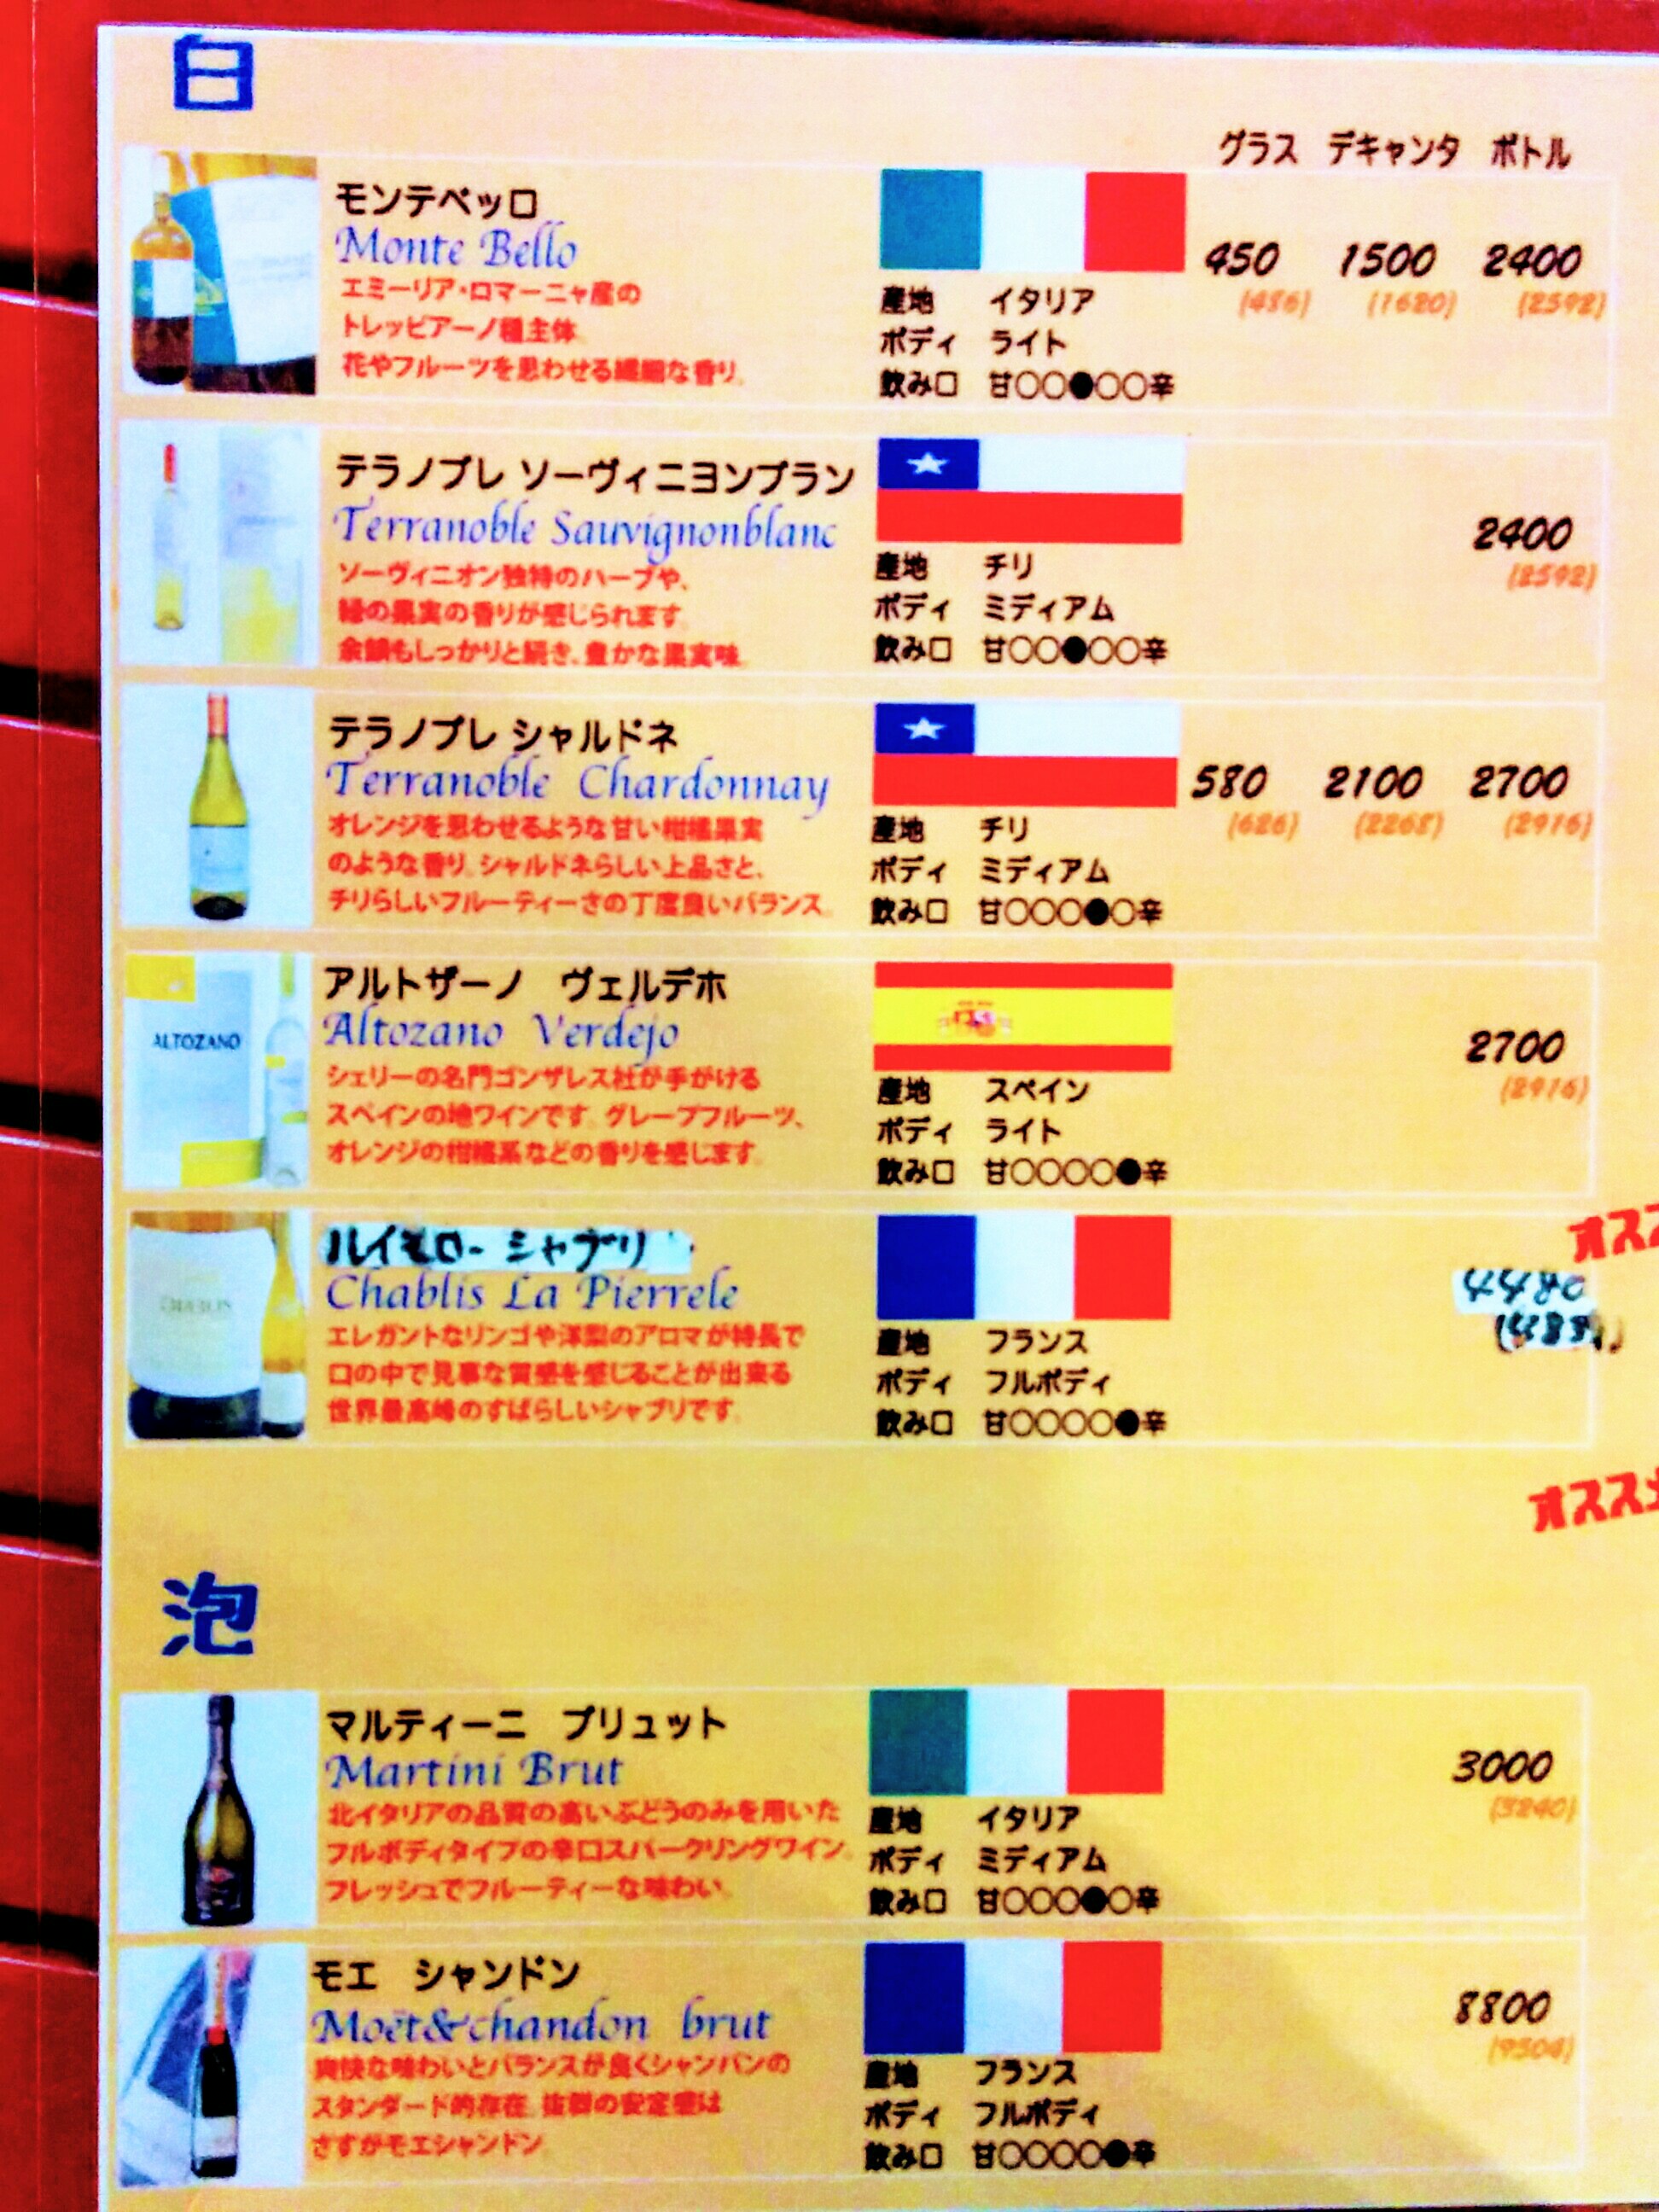 白
グラス デキャンタ ボトル
モンテベッロ
Monte Bello
エミーリア・ロマーニャ産の
トレッビアーノ種主体
花やフルーツを思わせる繊細な香り。
産地 イタリア
ボディ ライト
飲み口 甘○○●○○辛
450 1500 2400
(486) (1620) (2592)
テラノブレ ソーヴィニヨンブラン
Terranoble Sauvignonblanc
ソーヴィニオン独特のハーブや、
緑の果実の香りが感じられます。
余韻もしっかりと続き、豊かな果実味。
産地 チリ
ボディ ミディアム
飲み口 甘○○●○○辛
2400
(2592)
テラノブレ シャルドネ
Terranoble Chardonnay
オレンジを思わせるような甘い柑橘果実
のような香り。シャルドネらしい上品さと、
チリらしいフルーティーさの丁度良いバランス。
産地 チリ
ボディ ミディアム
飲み口 甘○○○●○辛
580 2100 2700
(626) (2268) (2916)
アルトザーノ ヴェルデホ
Altozano Verdejo
シェリーの名門ゴンザレス社が手がける
スペインの地ワインです。グレープフルーツ、
オレンジの柑橘系などの香りを感じます。
ALTOZANO
産地 スペイン
ボディ ライト
飲み口 甘○○○○●辛
2700
(2916)
オスス
ルイモロー シャブリ
Chablis La Pierrele
エレガントなリンゴや洋梨のアロマが特長で
口の中で見事な質感を感じることが出来る
世界最高峰のすばらしいシャブリです。
CHABLIS
産地 フランス
ボディ フルボディ
飲み口 甘○○○○●辛
4480
オススメ
泡
マルティーニ ブリュット
Martini Brut
北イタリアの品質の高いぶどうのみを用いた
フルボディタイプの辛口スパークリングワイン。
フレッシュでフルーティーな味わい。
産地 イタリア
ボディ ミディアム
飲み口 甘○○○●○辛
3000
(3240)
モエ シャンドン
Moët&chandon brut
爽快な味わいとバランスが良くシャンパンの
スタンダード的存在。抜群の安定感は
さすがモエシャンドン。
産地 フランス
ボディ フルボディ
飲み口 甘○○○○●辛
8800
(9504)